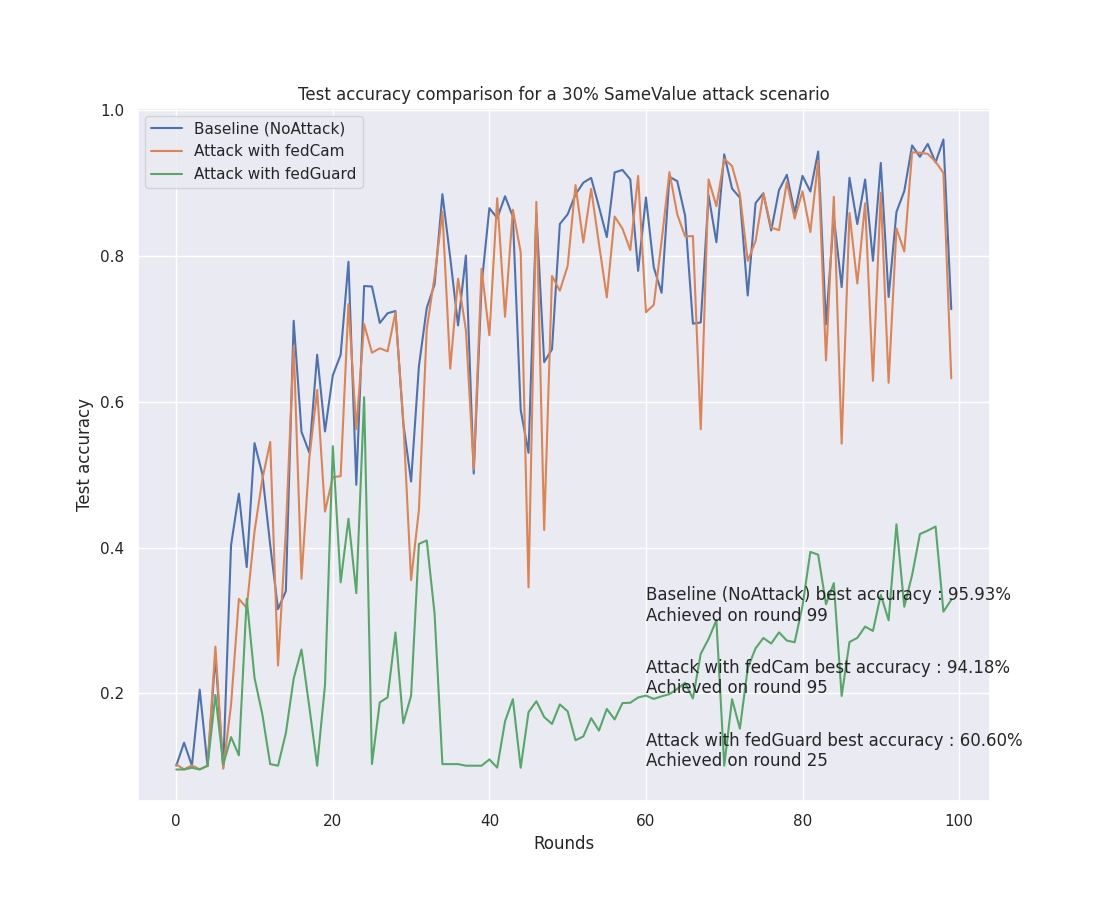 Test accuracy comparison for a 30% SameValue attack scenario
Baseline (NoAttack)
Attack with fedCam
Attack with fedGuard
1.0
0.8
0.6
0.4
0.2
Test accuracy
Baseline (NoAttack) best accuracy : 95.93%
Achieved on round 99
Attack with fedCam best accuracy : 94.18%
Achieved on round 95
Attack with fedGuard best accuracy : 60.60%
Achieved on round 25
0
20
40
60
80
100
Rounds